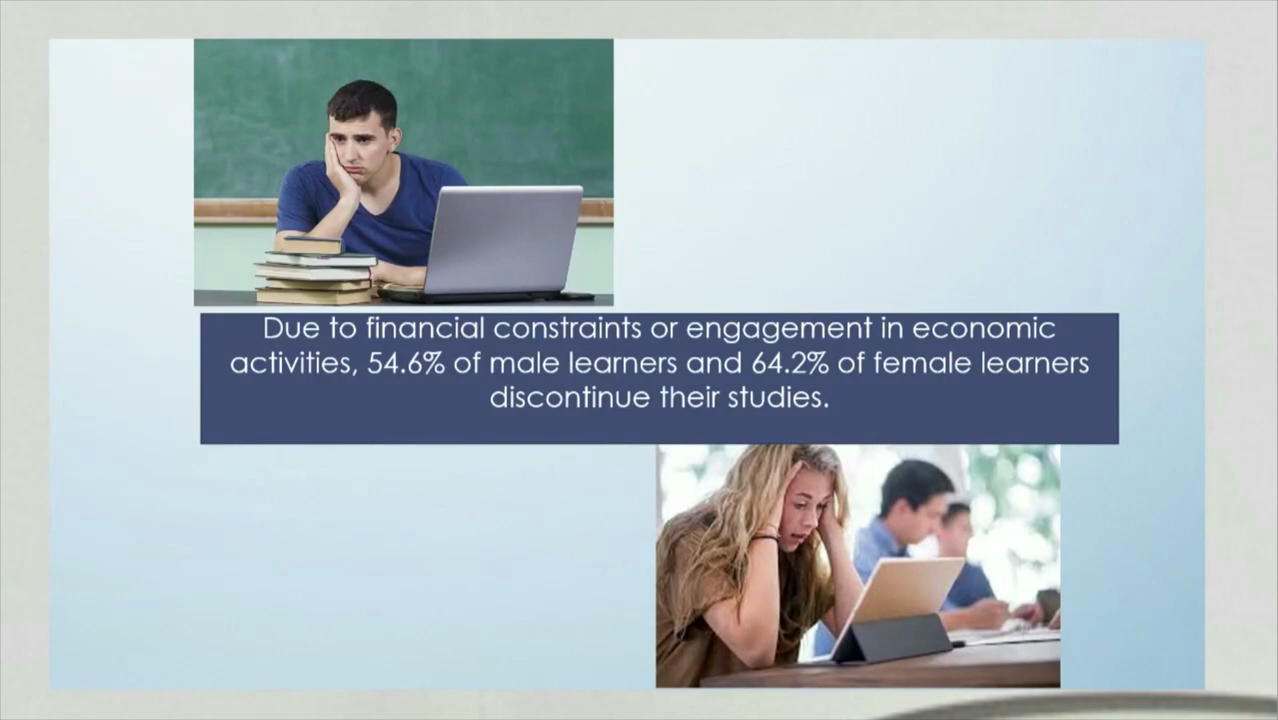 Due to financial constraints or engagement in economic
activities, 54.6% of male learners and 64.2% of female learners
discontinue their studies.